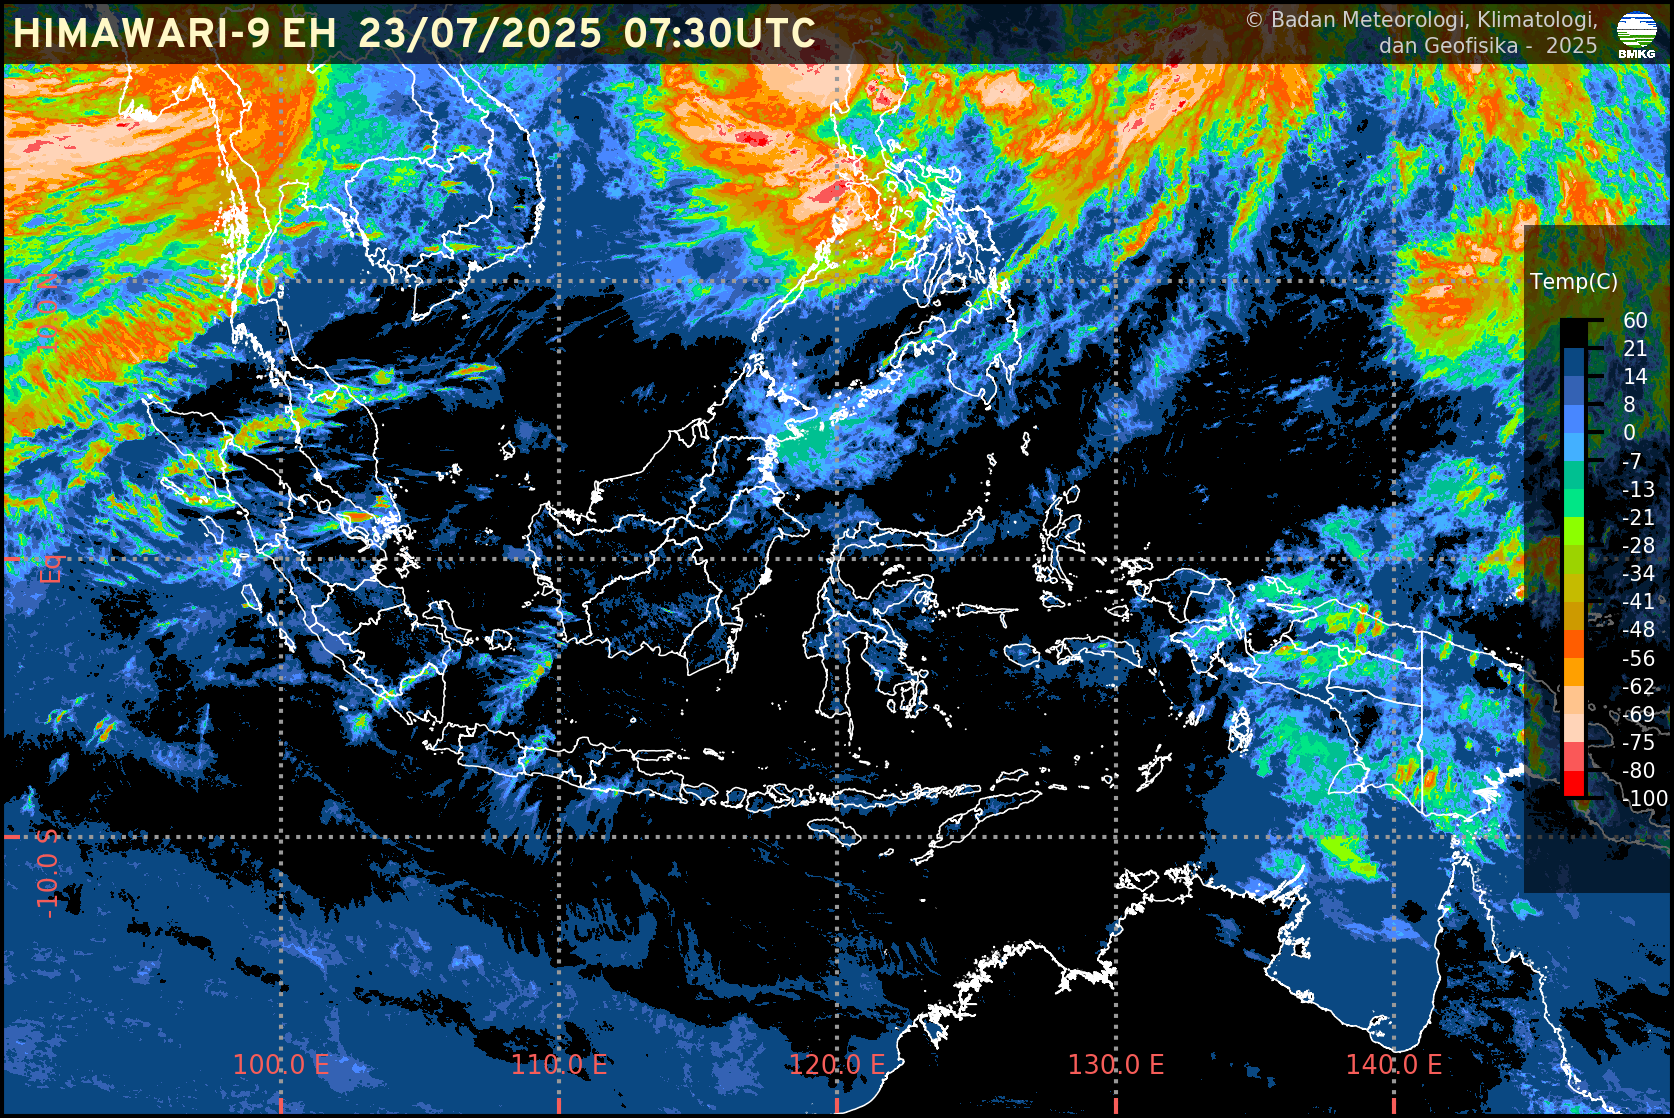 HIMAWARI-9 EH 23/07/2025 07:30UTC
© Badan Meteorologi, Klimatologi,
dan Geofisika - 2025
BMKG
Temp(C)
60
21
14
8
0
-7
-13
-21
-28
-34
-41
-48
-56
-62
-69
-75
-80
-100
Eq
-10.0 S
100.0 E
110.0 E
120.0 E
130.0 E
140.0 E